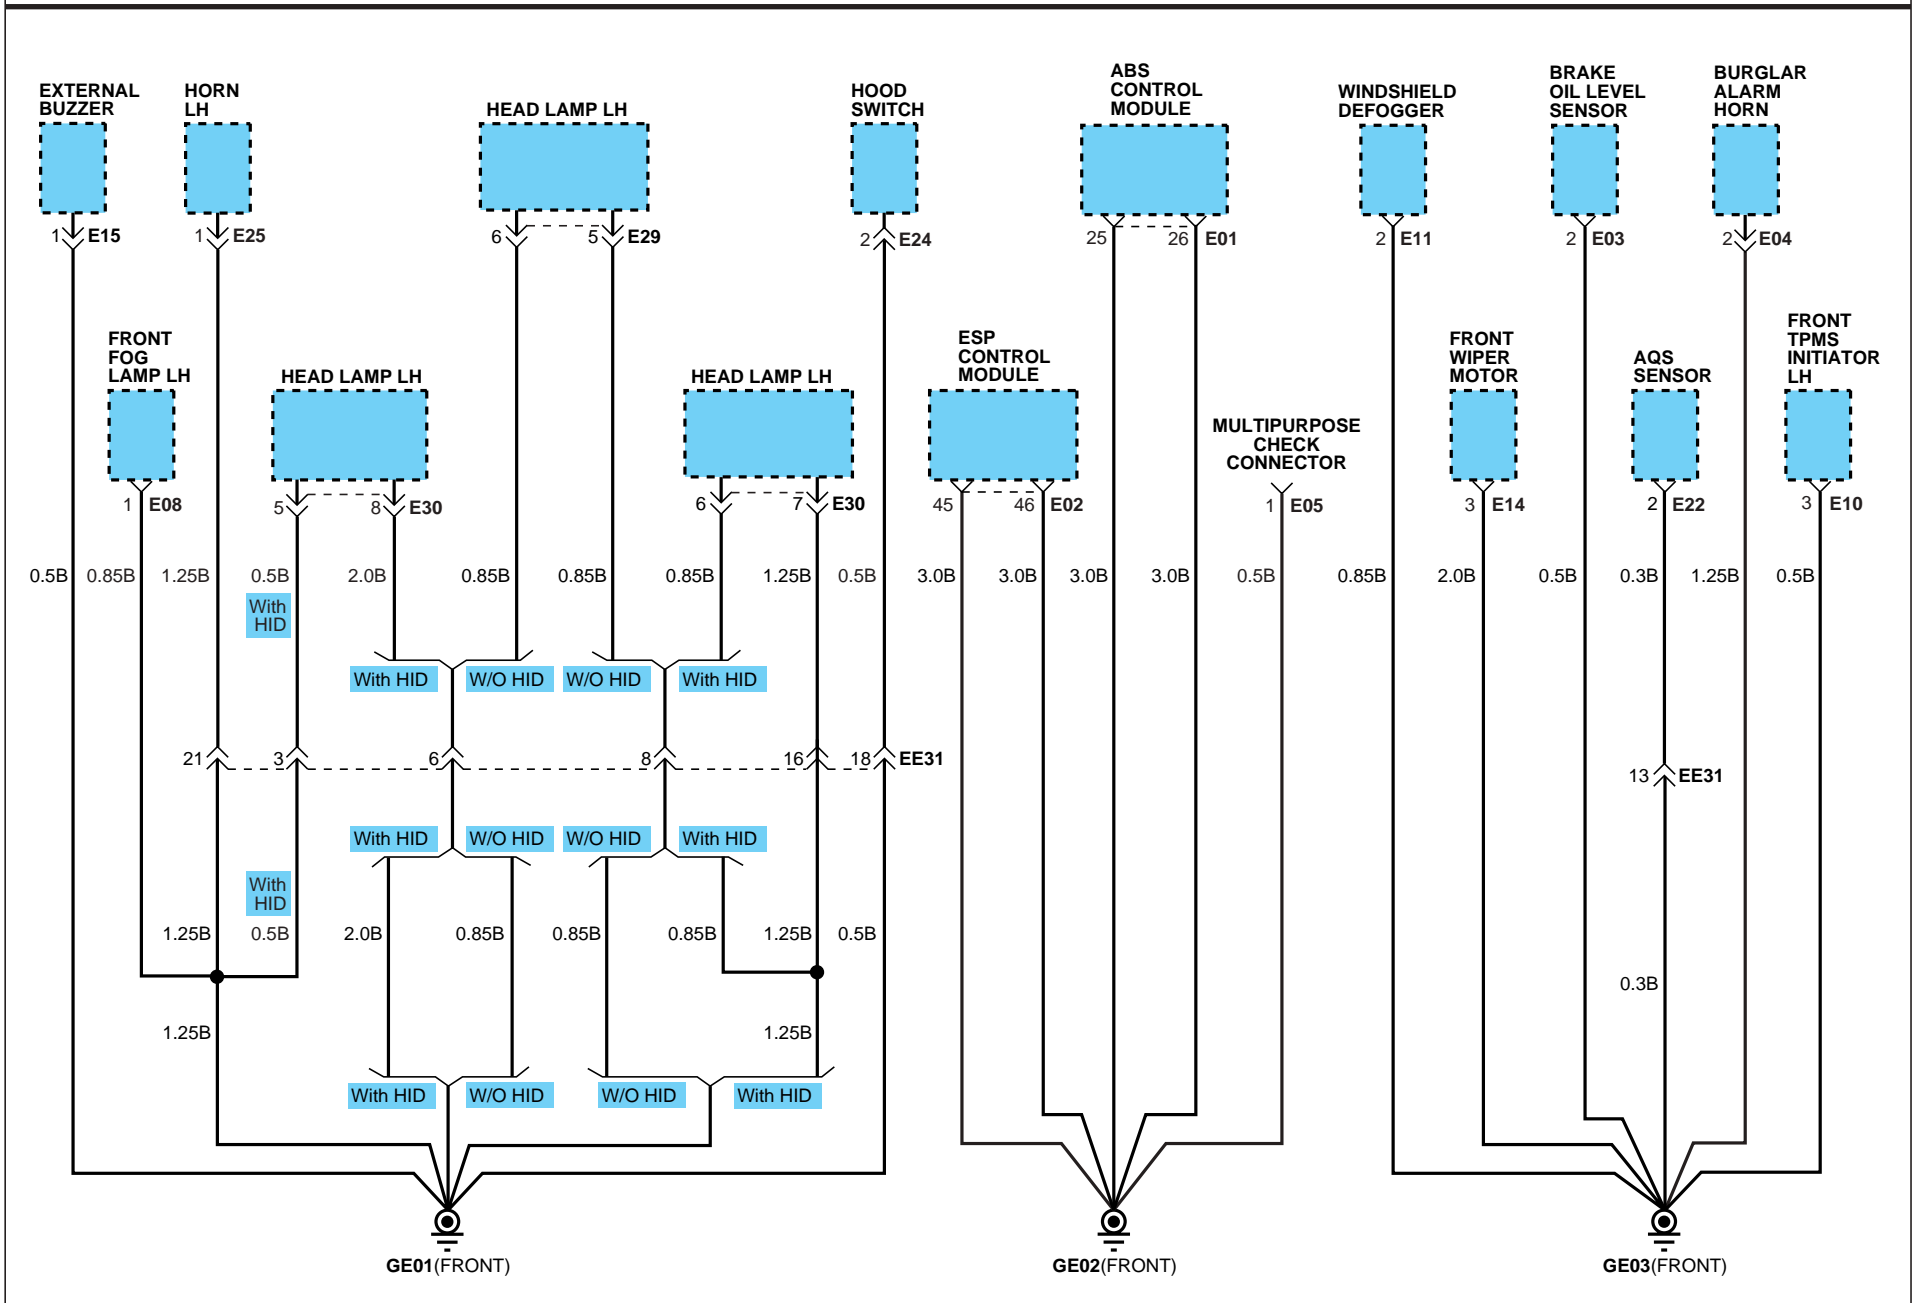 EXTERNAL
BUZZER
HORN
LH
HEAD LAMP LH
HOOD
SWITCH
ABS
CONTROL
MODULE
WINDSHIELD
DEFOGGER
BRAKE
OIL LEVEL
SENSOR
BURGLAR
ALARM
HORN
1 E15
1 E25
6 5 E29
2 E24
25 26 E01
2 E11
2 E03
2 E04
FRONT
FOG
LAMP LH
HEAD LAMP LH
HEAD LAMP LH
ESP
CONTROL
MODULE
MULTIPURPOSE
CHECK
CONNECTOR
FRONT
WIPER
MOTOR
AQS
SENSOR
FRONT
TPMS
INITIATOR
LH
1 E08
5 8 E30
6 7 E30
45 46 E02
1 E05
3 E14
2 E22
3 E10
0.5B 0.85B 1.25B 0.5B 2.0B 0.85B 0.85B 0.85B 1.25B 0.5B 3.0B 3.0B 3.0B 3.0B 0.5B 0.85B 2.0B 0.5B 0.3B 1.25B 0.5B
With
HID
With HID W/O HID W/O HID With HID
21 3 6 8 16 18 EE31
13 EE31
With HID W/O HID W/O HID With HID
With
HID
1.25B 0.5B 2.0B 0.85B 0.85B 0.85B 1.25B 0.5B
0.3B
1.25B 1.25B
With HID W/O HID W/O HID With HID
GE01(FRONT)
GE02(FRONT)
GE03(FRONT)